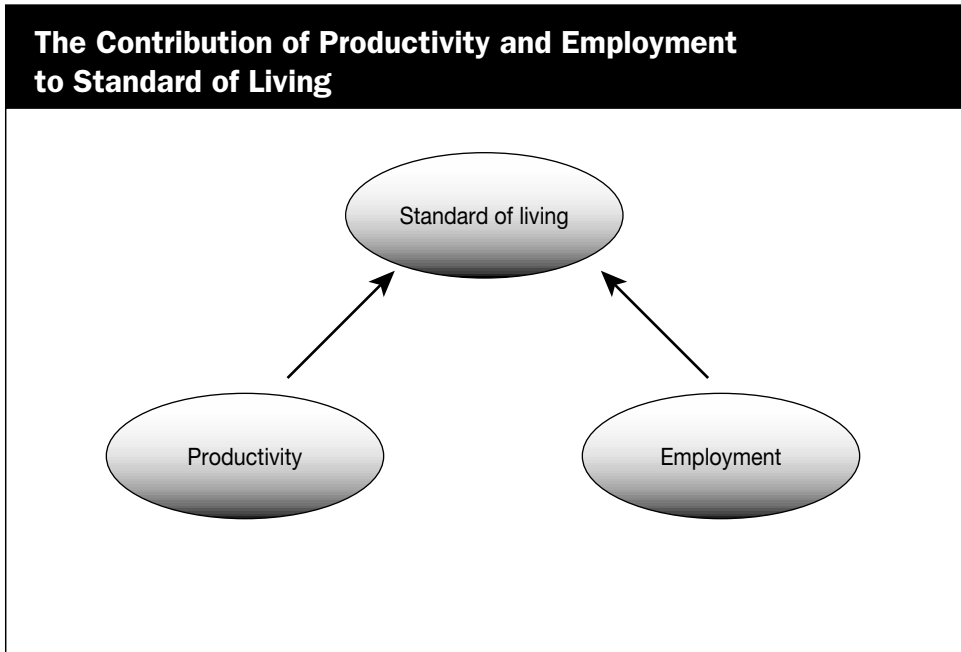 The Contribution of Productivity and Employment
to Standard of Living
Standard of living
Productivity
Employment